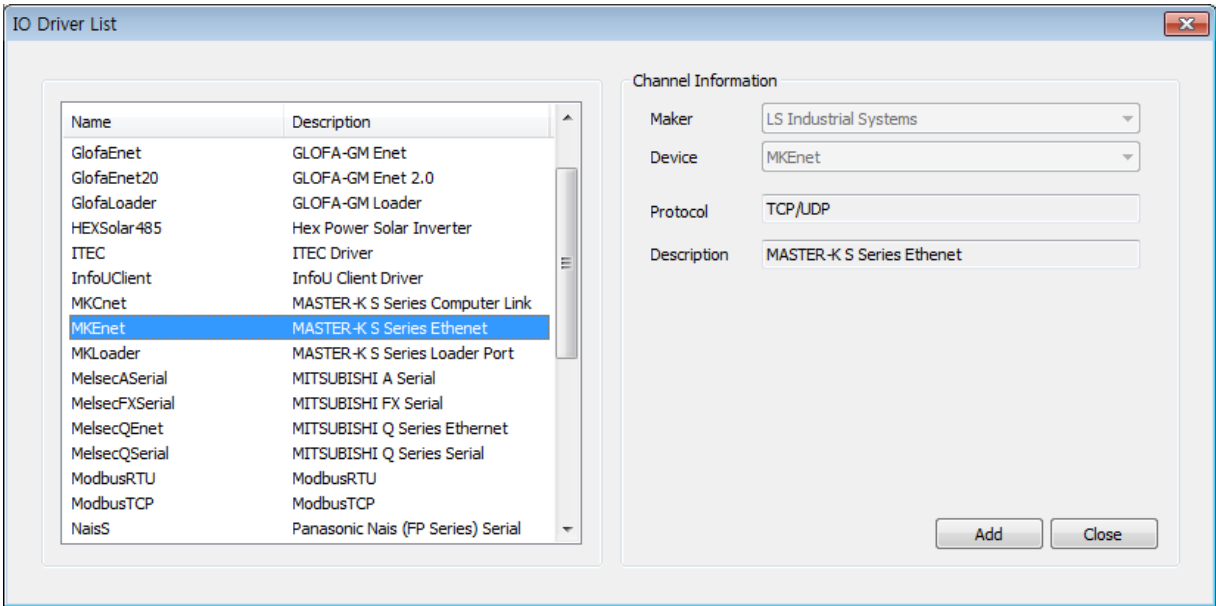 IO Driver List
Name Description
GlofaEnet GLOFA-GM Enet
GlofaEnet20 GLOFA-GM Enet 2.0
GlofaLoader GLOFA-GM Loader
HEXSolar485 Hex Power Solar Inverter
ITEC ITEC Driver
InfoUClient InfoU Client Driver
MKCnet MASTER-K S Series Computer Link
MKEnet MASTER-K S Series Ethenet
MKLoader MASTER-K S Series Loader Port
MelsecASerial MITSUBISHI A Serial
MelsecFXSerial MITSUBISHI FX Serial
MelsecQEnet MITSUBISHI Q Series Ethernet
MelsecQSerial MITSUBISHI Q Series Serial
ModbusRTU ModbusRTU
ModbusTCP ModbusTCP
NaisS Panasonic Nais (FP Series) Serial
Channel Information
Maker LS Industrial Systems
Device MKEnet
Protocol TCP/UDP
Description MASTER-K S Series Ethenet
Add Close